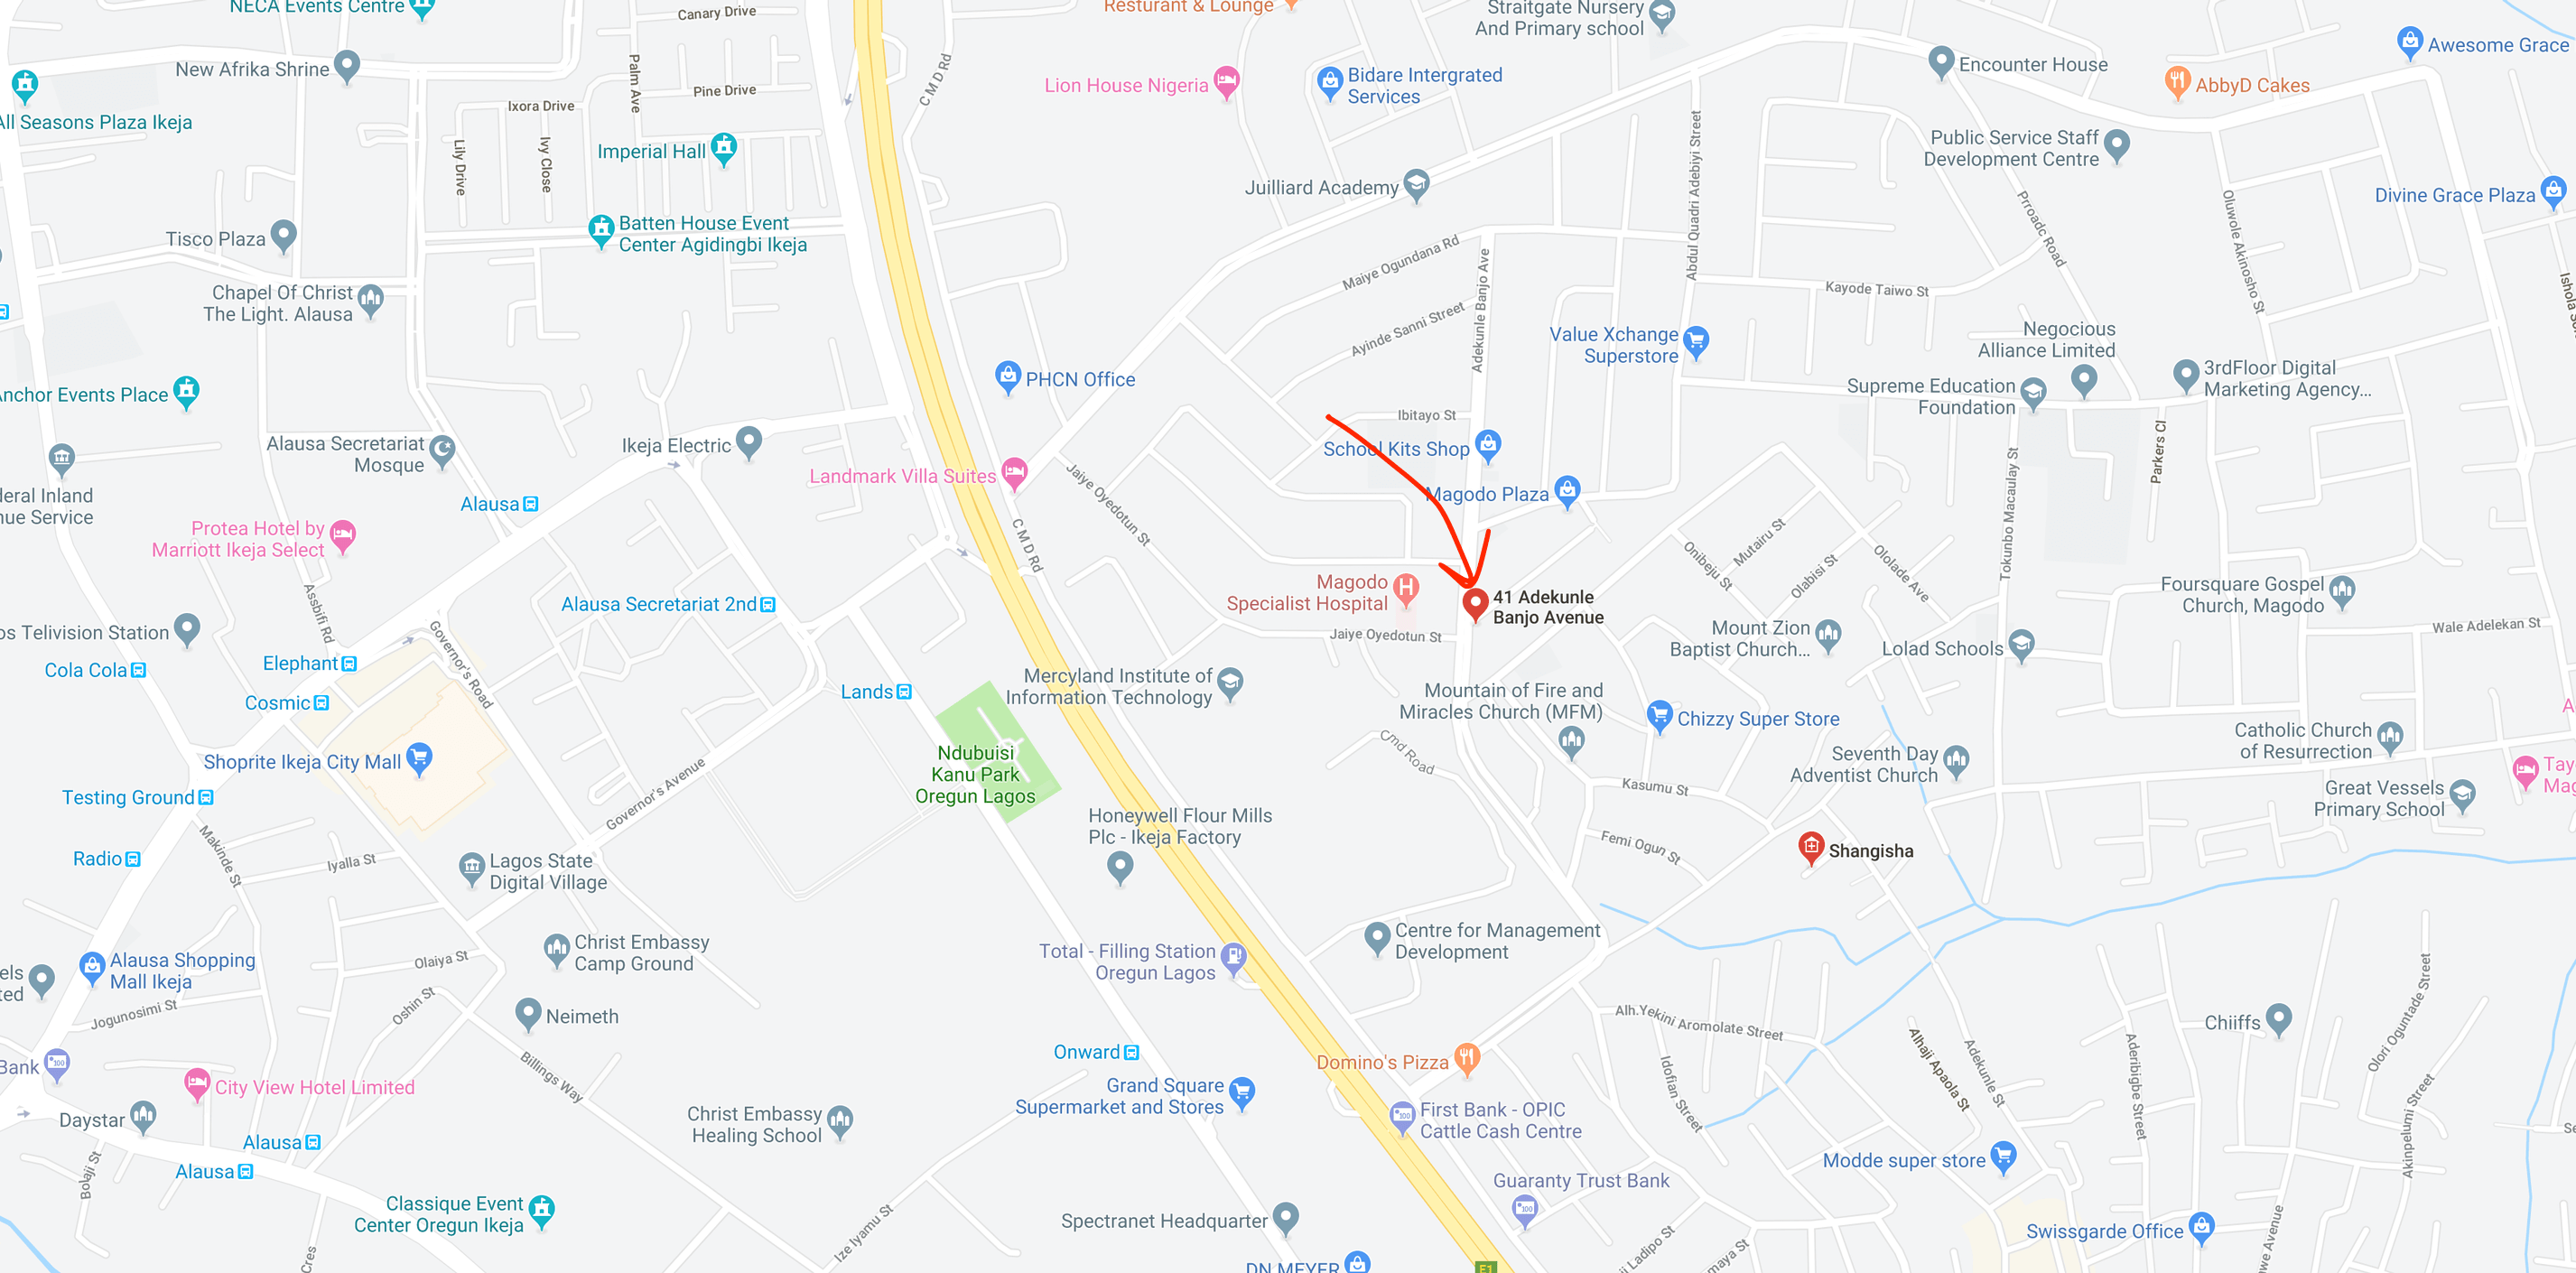 NECA Events Centre
Canary Drive
Resturant & Lounge
Straitgate Nursery
And Primary school
New Afrika Shrine
Palm Ave
Pine Drive
C M D Rd
Lion House Nigeria
Bidare Intergrated
Services
Encounter House
AbbyD Cakes
Awesome Grace
All Seasons Plaza Ikeja
Ixora Drive
Lily Drive
Ivy Close
Imperial Hall
Juilliard Academy
Abdul Quadri Adebiyi Street
Public Service Staff
Development Centre
Prroadc Road
Oluwole Akinosho St
Divine Grace Plaza
Tisco Plaza
Batten House Event
Center Agidingbi Ikeja
Maiye Ogundana Rd
Adekunle Banjo Ave
Kayode Taiwo St
Chapel Of Christ
The Light. Alausa
Ayinde Sanni Street
Value Xchange
Superstore
Negocious
Alliance Limited
PHCN Office
3rdFloor Digital
Marketing Agency...
Supreme Education
Foundation
Anchor Events Place
Ibitayo St
School Kits Shop
Alausa Secretariat
Mosque
Ikeja Electric
Landmark Villa Suites
Jaiye Oyedotun St
Magodo Plaza
Parkers Cl
Tokunbo Macaulay St
Alausa
Protea Hotel by
Marriott Ikeja Select
C M D Rd
Onibeju St
Mutairu St
Olabisi St
Ololade Ave
Assbifi Rd
Alausa Secretariat 2nd
Magodo
Specialist Hospital
41 Adekunle
Banjo Avenue
Jaiye Oyedotun St
Foursquare Gospel
Church, Magodo
Wale Adelekan St
Mount Zion
Baptist Church...
Lolad Schools
Governor's Road
Elephant
Cola Cola
Cosmic
Lands
Mercyland Institute of
Information Technology
Mountain of Fire and
Miracles Church (MFM)
Chizzy Super Store
Cmd Road
Seventh Day
Adventist Church
Catholic Church
of Resurrection
Shoprite Ikeja City Mall
Ndubuisi
Kanu Park
Oregun Lagos
Kasumu St
Great Vessels
Primary School
Testing Ground
Governor's Avenue
Honeywell Flour Mills
Plc - Ikeja Factory
Femi Ogun St
Shangisha
Makinde St
Radio
Iyalla St
Lagos State
Digital Village
Christ Embassy
Camp Ground
Centre for Management
Development
Total - Filling Station
Oregun Lagos
Alausa Shopping
Mall Ikeja
Olaiya St
Oshin St
Jogunosimi St
Neimeth
Alh.Yekini Aromolate Street
Chiiffs
Olori Oguntade Street
Bank
Billings Way
Onward
Domino's Pizza
Idofian Street
Alhaji Apaola St
Adekunle St
Aderibigbe Street
Akinpelumi Street
City View Hotel Limited
Grand Square
Supermarket and Stores
First Bank - OPIC
Cattle Cash Centre
Daystar
Christ Embassy
Healing School
Alausa
Alausa
Bolaji St
Modde super store
Guaranty Trust Bank
Classique Event
Center Oregun Ikeja
Ize Iyamu St
Spectranet Headquarter
Swissgarde Office
DN MEYER
E1